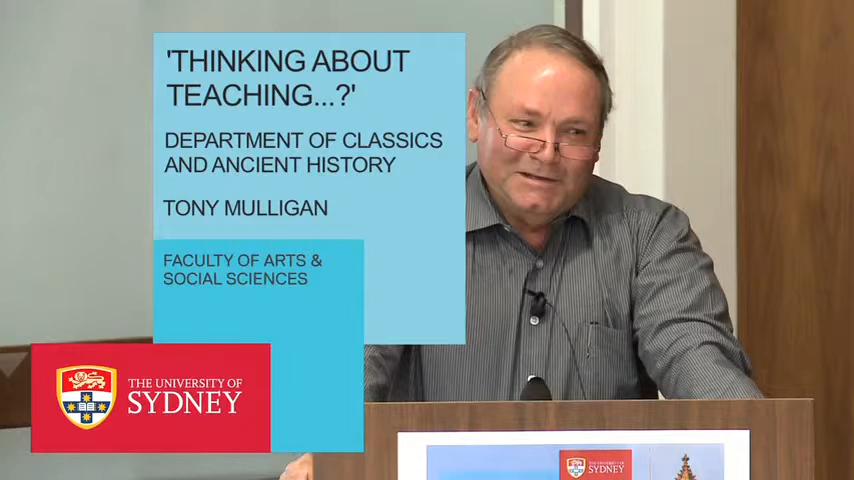 'THINKING ABOUT
TEACHING...?'
DEPARTMENT OF CLASSICS
AND ANCIENT HISTORY
TONY MULLIGAN
FACULTY OF ARTS &
SOCIAL SCIENCES
THE UNIVERSITY OF
SYDNEY
THE UNIVERSITY OF
SYDNEY